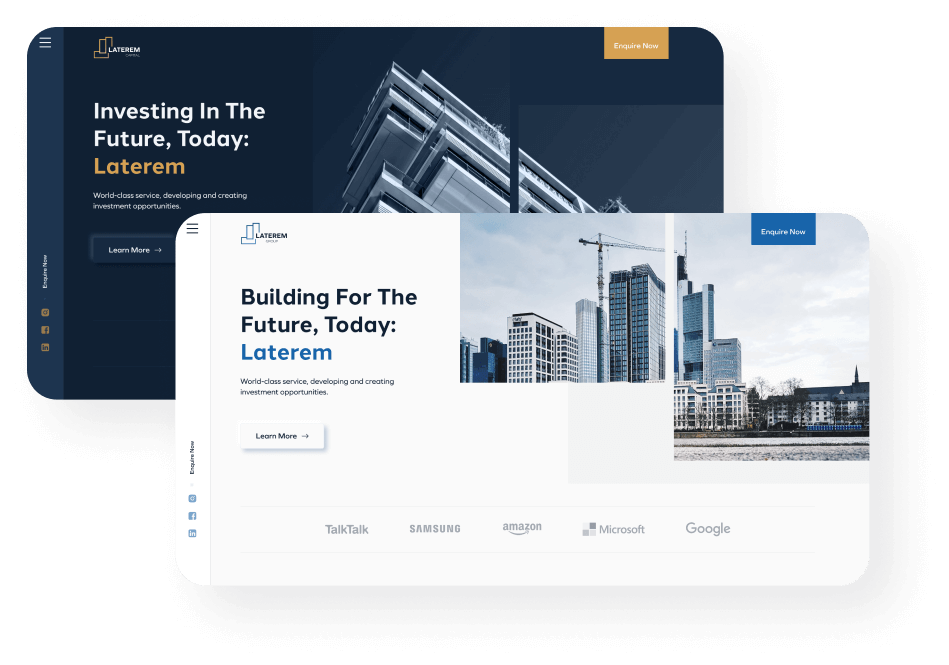 LATEREM
CAPITAL
Enquire Now
Investing In The
Future, Today:
Laterem
World-class service, developing and creating
investment opportunities.
Learn More →
Enquire Now
LATEREM
GROUP
Enquire Now
Building For The
Future, Today:
Laterem
World-class service, developing and creating
investment opportunities.
Learn More →
Enquire Now
TalkTalk
SAMSUNG
amazon
Microsoft
Google